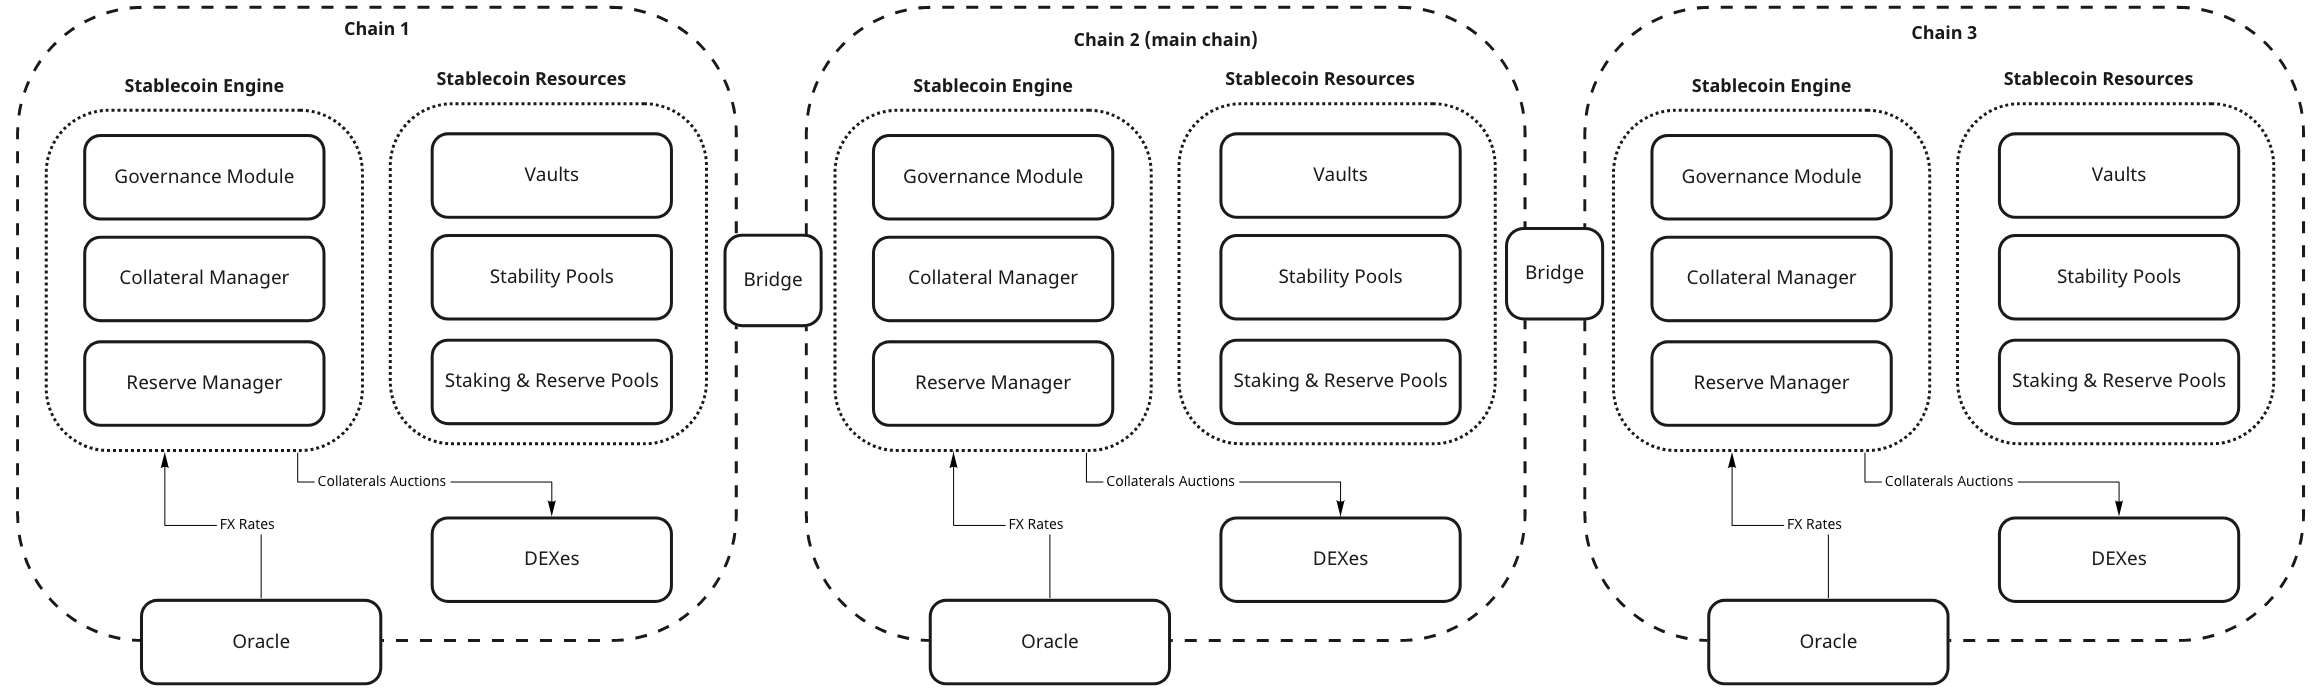 Chain 1
Stablecoin Engine
Stablecoin Resources
Governance Module
Vaults
Collateral Manager
Stability Pools
Reserve Manager
Staking & Reserve Pools
Collaterals Auctions
FX Rates
DEXes
Oracle
Bridge
Chain 2 (main chain)
Stablecoin Engine
Stablecoin Resources
Governance Module
Vaults
Collateral Manager
Stability Pools
Reserve Manager
Staking & Reserve Pools
Collaterals Auctions
FX Rates
DEXes
Oracle
Bridge
Chain 3
Stablecoin Engine
Stablecoin Resources
Governance Module
Vaults
Collateral Manager
Stability Pools
Reserve Manager
Staking & Reserve Pools
Collaterals Auctions
FX Rates
DEXes
Oracle